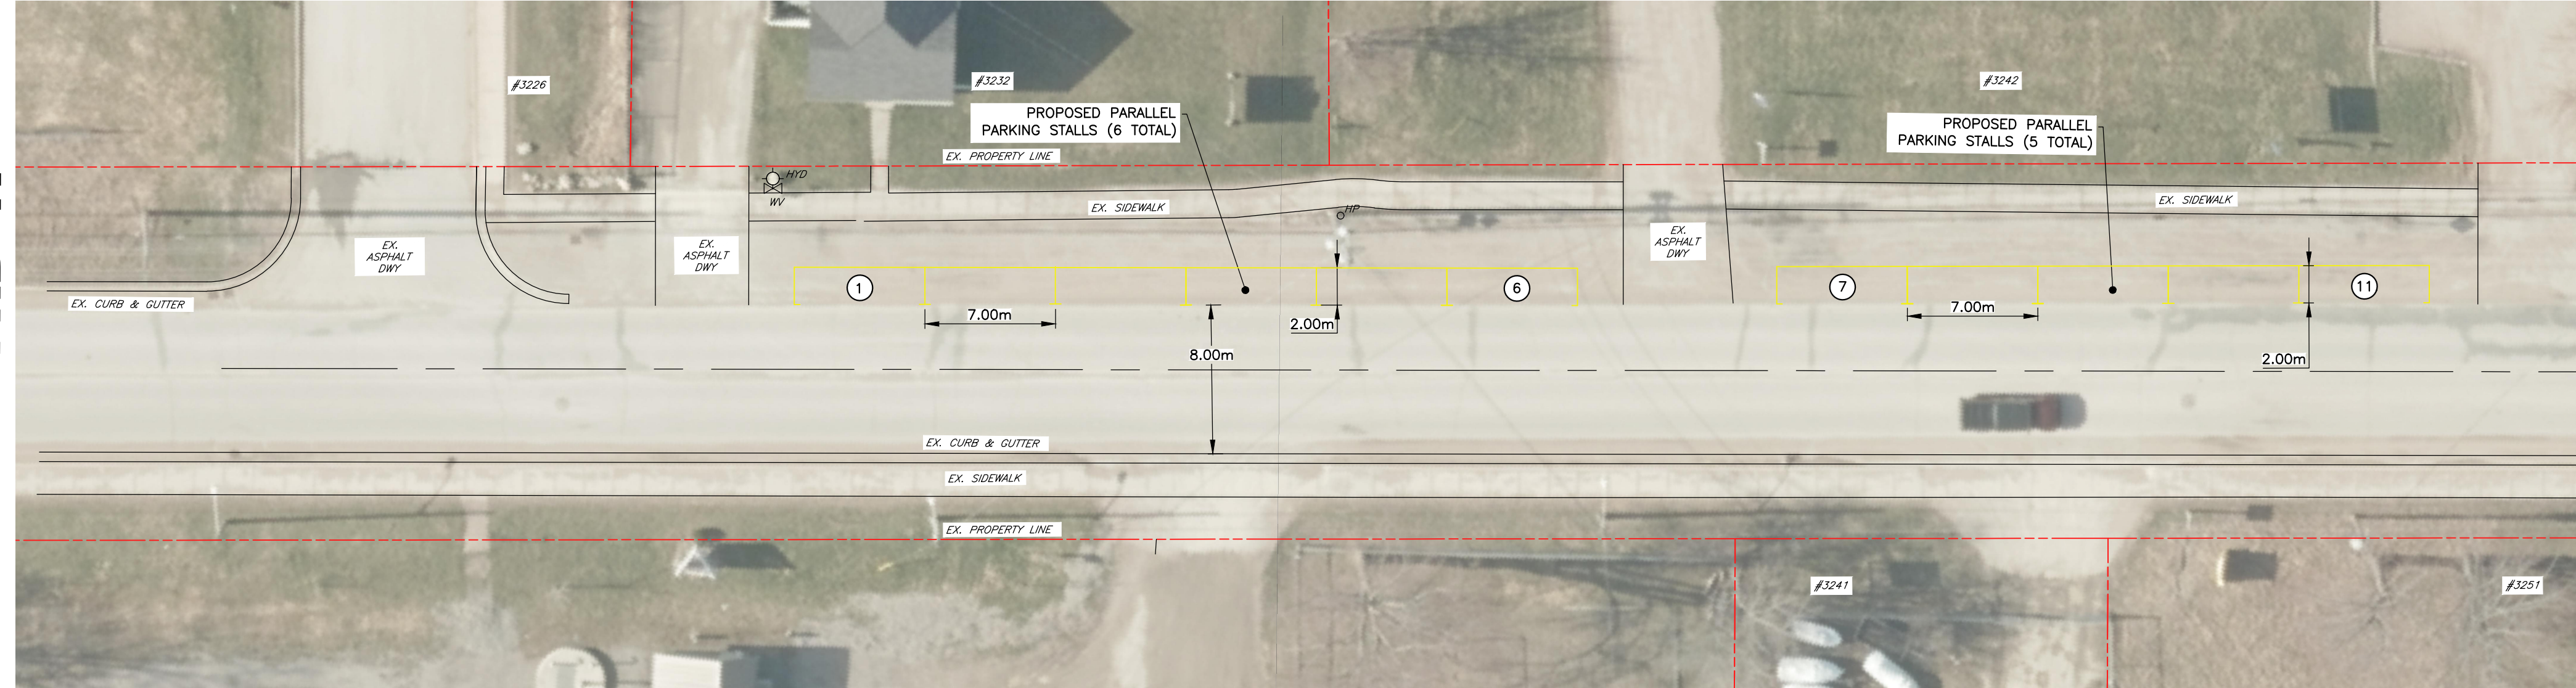 #3226
#3232
#3242
PROPOSED PARALLEL
PARKING STALLS (6 TOTAL)
PROPOSED PARALLEL
PARKING STALLS (5 TOTAL)
EX. PROPERTY LINE
HYD
WV
EX. SIDEWALK
HP
EX. SIDEWALK
EX.
ASPHALT
DWY
EX.
ASPHALT
DWY
EX.
ASPHALT
DWY
EX. CURB & GUTTER
1
6
7
11
7.00m
2.00m
7.00m
8.00m
2.00m
EX. CURB & GUTTER
EX. SIDEWALK
EX. PROPERTY LINE
#3241
#3251